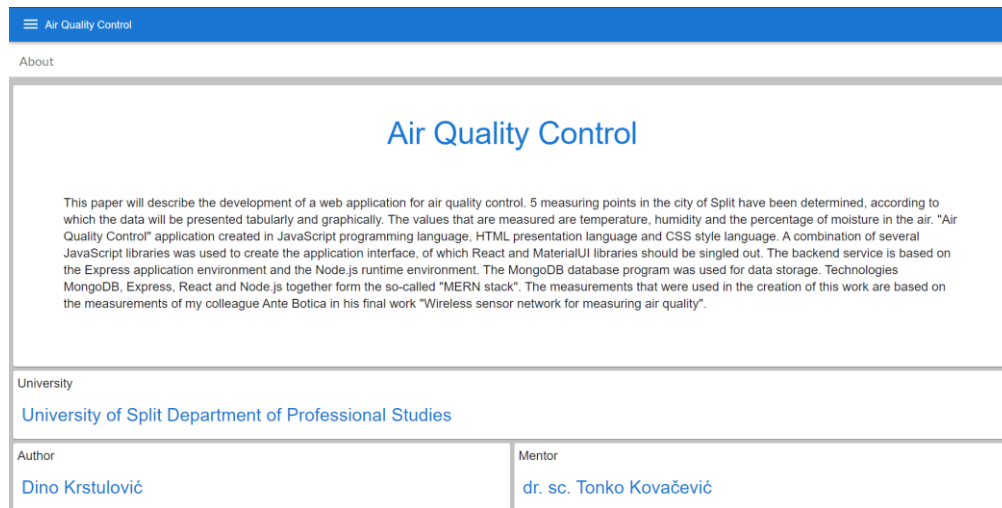 Air Quality Control
About
Air Quality Control
This paper will describe the development of a web application for air quality control. 5 measuring points in the city of Split have been determined, according to
which the data will be presented tabularly and graphically. The values that are measured are temperature, humidity and the percentage of moisture in the air. "Air
Quality Control" application created in JavaScript programming language, HTML presentation language and CSS style language. A combination of several
JavaScript libraries was used to create the application interface, of which React and MaterialUI libraries should be singled out. The backend service is based on
the Express application environment and the Node.js runtime environment. The MongoDB database program was used for data storage. Technologies
MongoDB, Express, React and Node.js together form the so-called "MERN stack". The measurements that were used in the creation of this work are based on
the measurements of my colleague Ante Botica in his final work "Wireless sensor network for measuring air quality".
University
University of Split Department of Professional Studies
Author
Dino Krstulović
Mentor
dr. sc. Tonko Kovačević